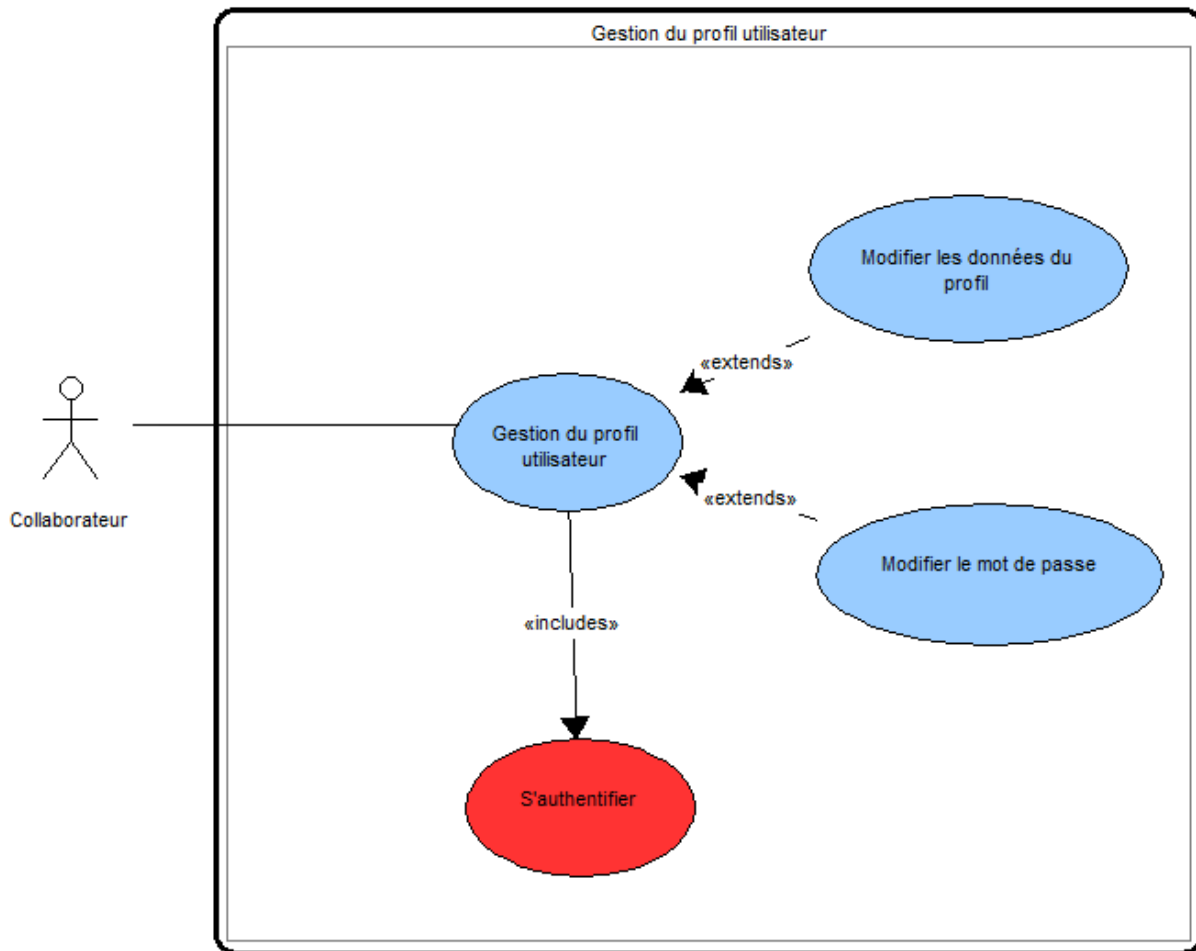 Gestion du profil utilisateur
Modifier les données du
profil
«extends»
Gestion du profil
utilisateur
«extends»
Collaborateur
Modifier le mot de passe
«includes»
S'authentifier